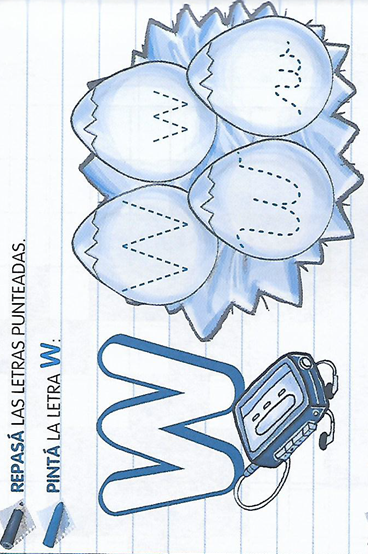 REPASÁ LAS LETRAS PUNTEADAS.
PINTÁ LA LETRA W:
W W w
W w